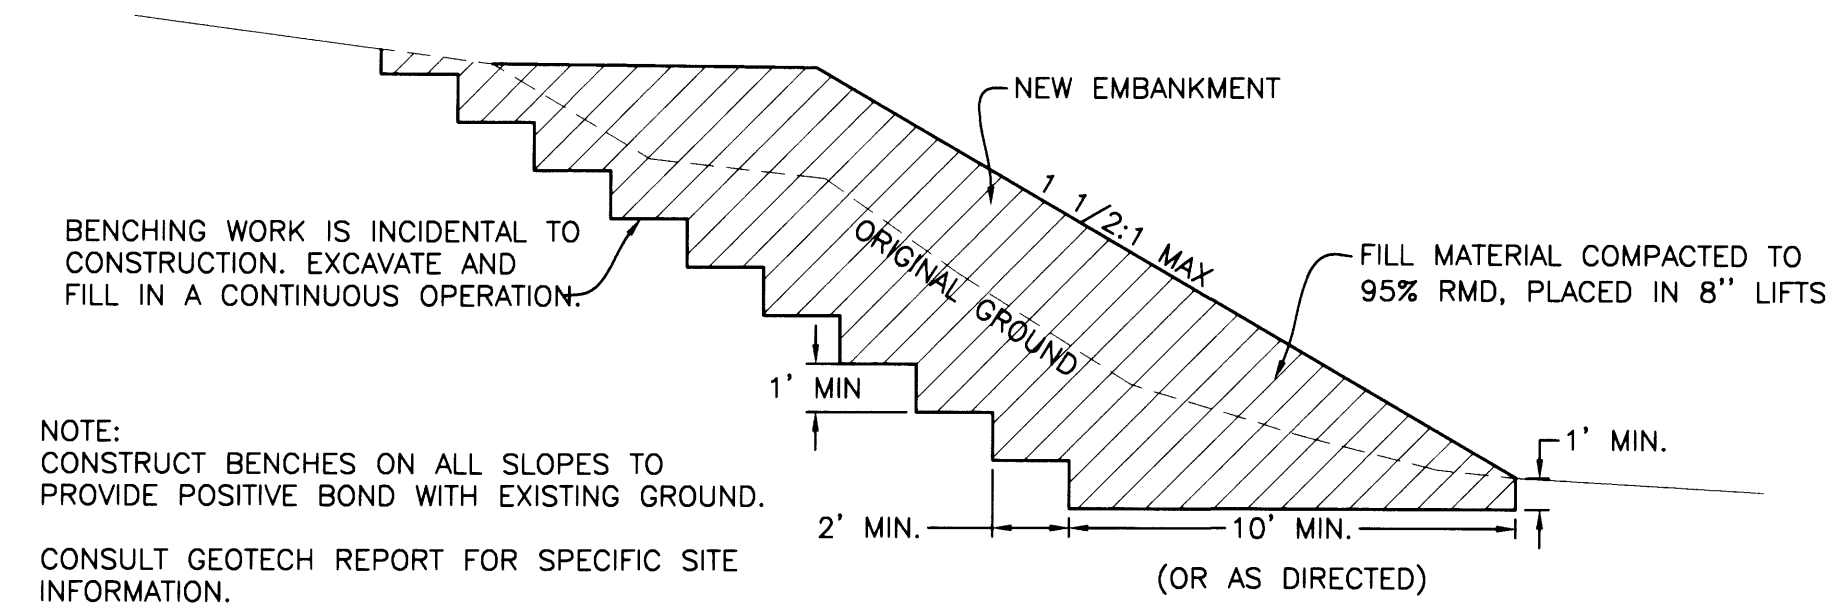 NEW EMBANKMENT
1 1/2:1 MAX
BENCHING WORK IS INCIDENTAL TO
CONSTRUCTION. EXCAVATE AND
FILL IN A CONTINUOUS OPERATION.
ORIGINAL GROUND
FILL MATERIAL COMPACTED TO
95% RMD, PLACED IN 8" LIFTS
1' MIN
NOTE:
CONSTRUCT BENCHES ON ALL SLOPES TO
PROVIDE POSITIVE BOND WITH EXISTING GROUND.
CONSULT GEOTECH REPORT FOR SPECIFIC SITE
INFORMATION.
1' MIN.
2' MIN.
10' MIN.
(OR AS DIRECTED)